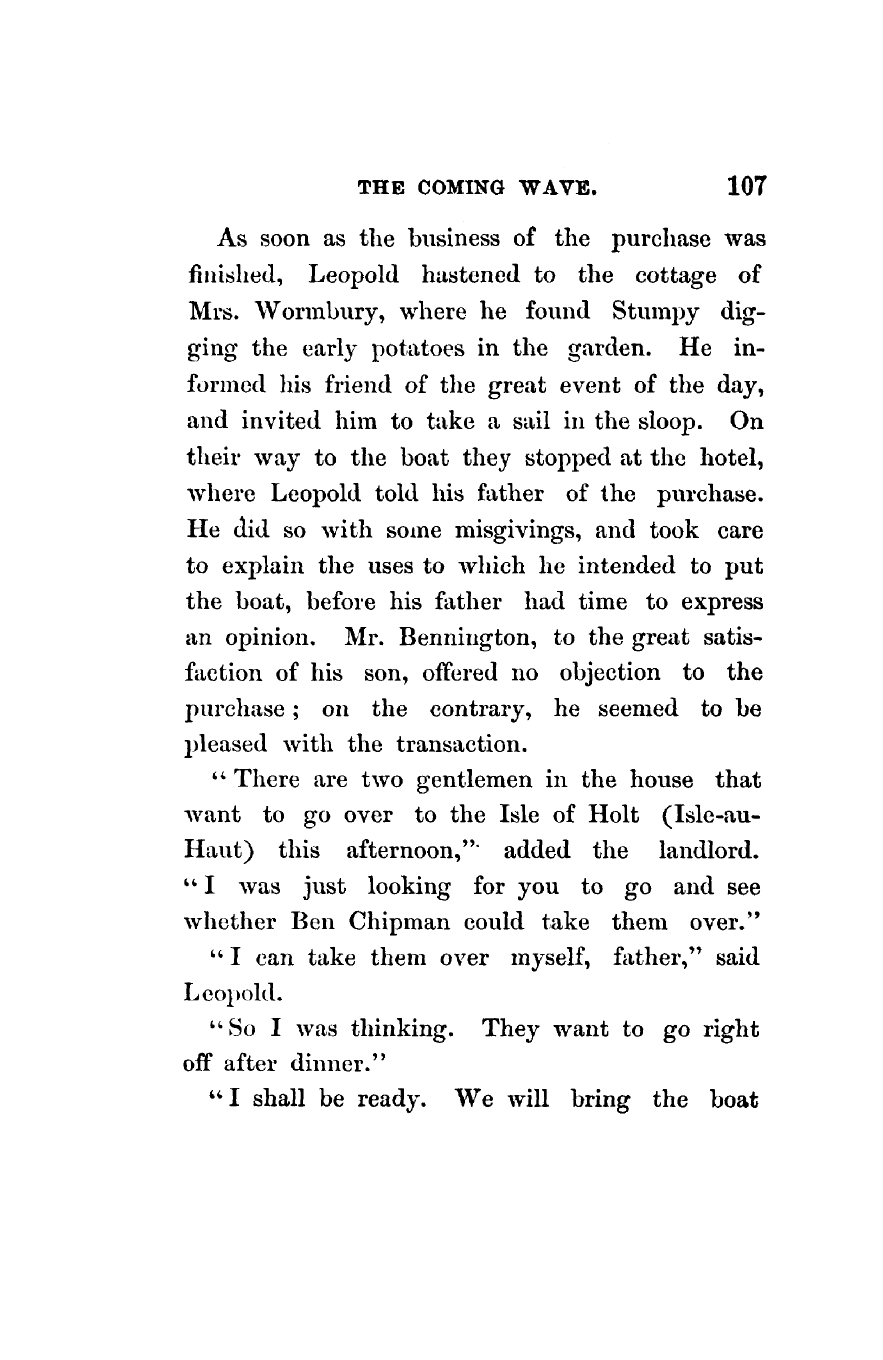 THE COMING WAVE. 107
As soon as the business of the purchase was
finished, Leopold hastened to the cottage of
Mrs. Wormbury, where he found Stumpy dig-
ging the early potatoes in the garden. He in-
formed his friend of the great event of the day,
and invited him to take a sail in the sloop. On
their way to the boat they stopped at the hotel,
where Leopold told his father of the purchase.
He did so with some misgivings, and took care
to explain the uses to which he intended to put
the boat, before his father had time to express
an opinion. Mr. Bennington, to the great satis-
faction of his son, offered no objection to the
purchase; on the contrary, he seemed to be
pleased with the transaction.
"There are two gentlemen in the house that
want to go over to the Isle of Holt (Isle-au-
Haut) this afternoon," added the landlord.
"I was just looking for you to go and see
whether Ben Chipman could take them over."
"I can take them over myself, father," said
Leopold.
"So I was thinking. They want to go right
off after dinner."
"I shall be ready. We will bring the boat